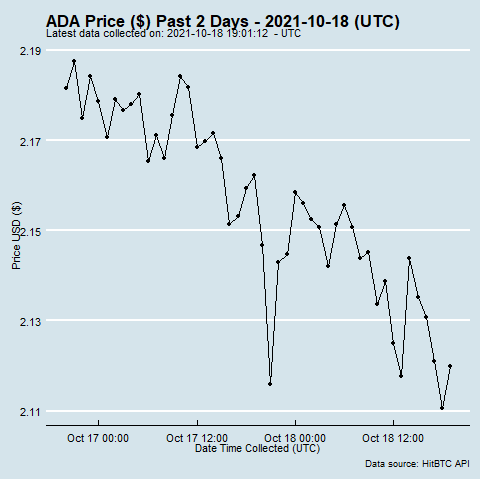 ADA Price ($) Past 2 Days - 2021-10-18 (UTC)
Latest data collected on: 2021-10-18 19:01:12 - UTC
2.19
2.17
2.15
2.13
2.11
Price USD ($)
Oct 17 00:00
Oct 17 12:00
Oct 18 00:00
Oct 18 12:00
Date Time Collected (UTC)
Data source: HitBTC API